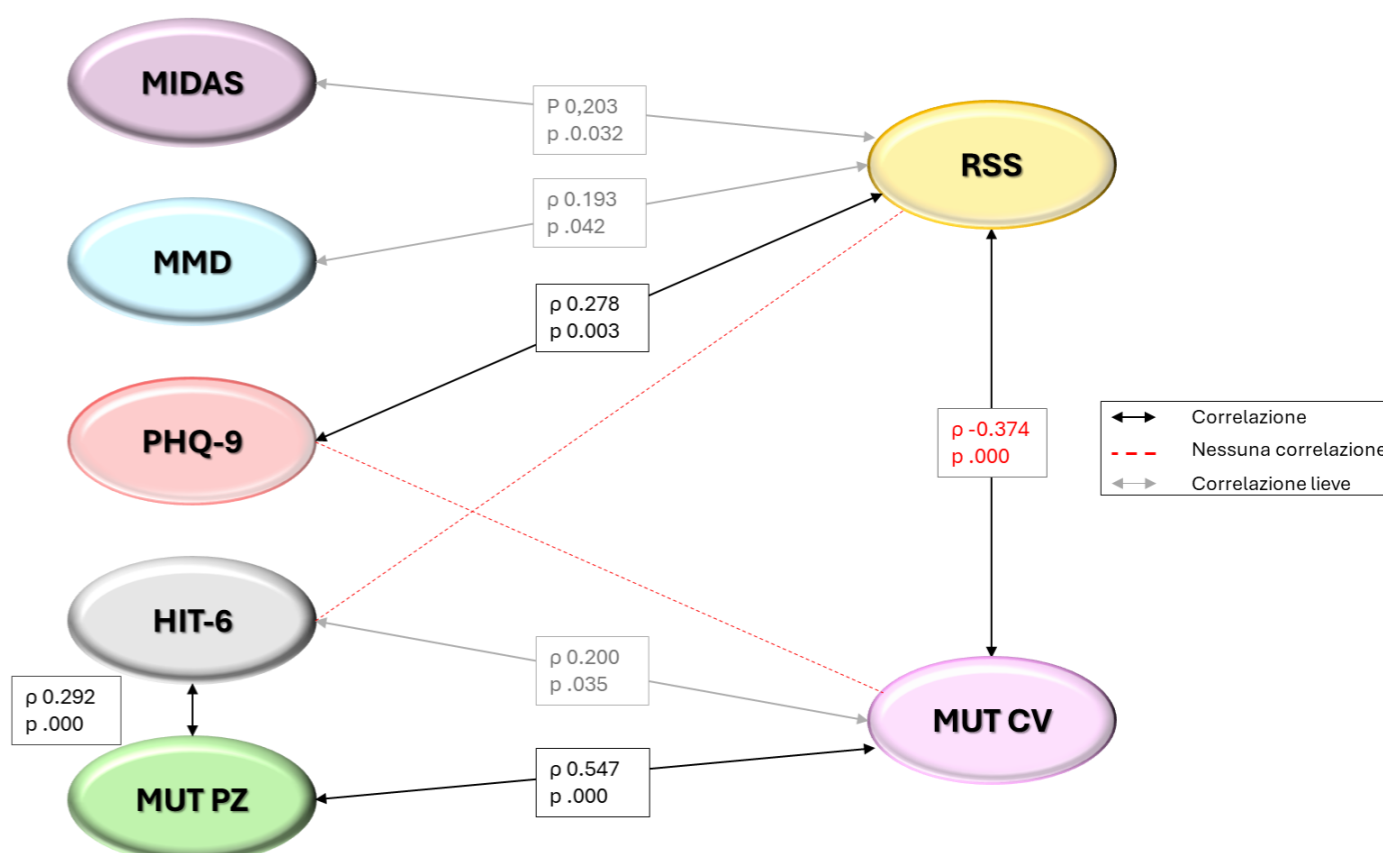 MIDAS
P 0,203
p .0.032
RSS
ρ 0.193
p .042
MMD
ρ 0.278
p 0.003
PHQ-9
ρ -0.374
p .000
Correlazione
Nessuna correlazione
Correlazione lieve
HIT-6
ρ 0.200
p .035
ρ 0.292
p .000
MUT CV
ρ 0.547
p .000
MUT PZ